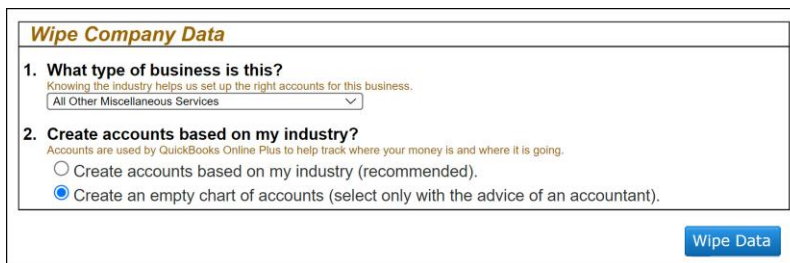 Wipe Company Data
1. What type of business is this?
Knowing the industry helps us set up the right accounts for this business.
All Other Miscellaneous Services
2. Create accounts based on my industry?
Accounts are used by QuickBooks Online Plus to help track where your money is and where it is going.
Create accounts based on my industry (recommended).
Create an empty chart of accounts (select only with the advice of an accountant).
Wipe Data